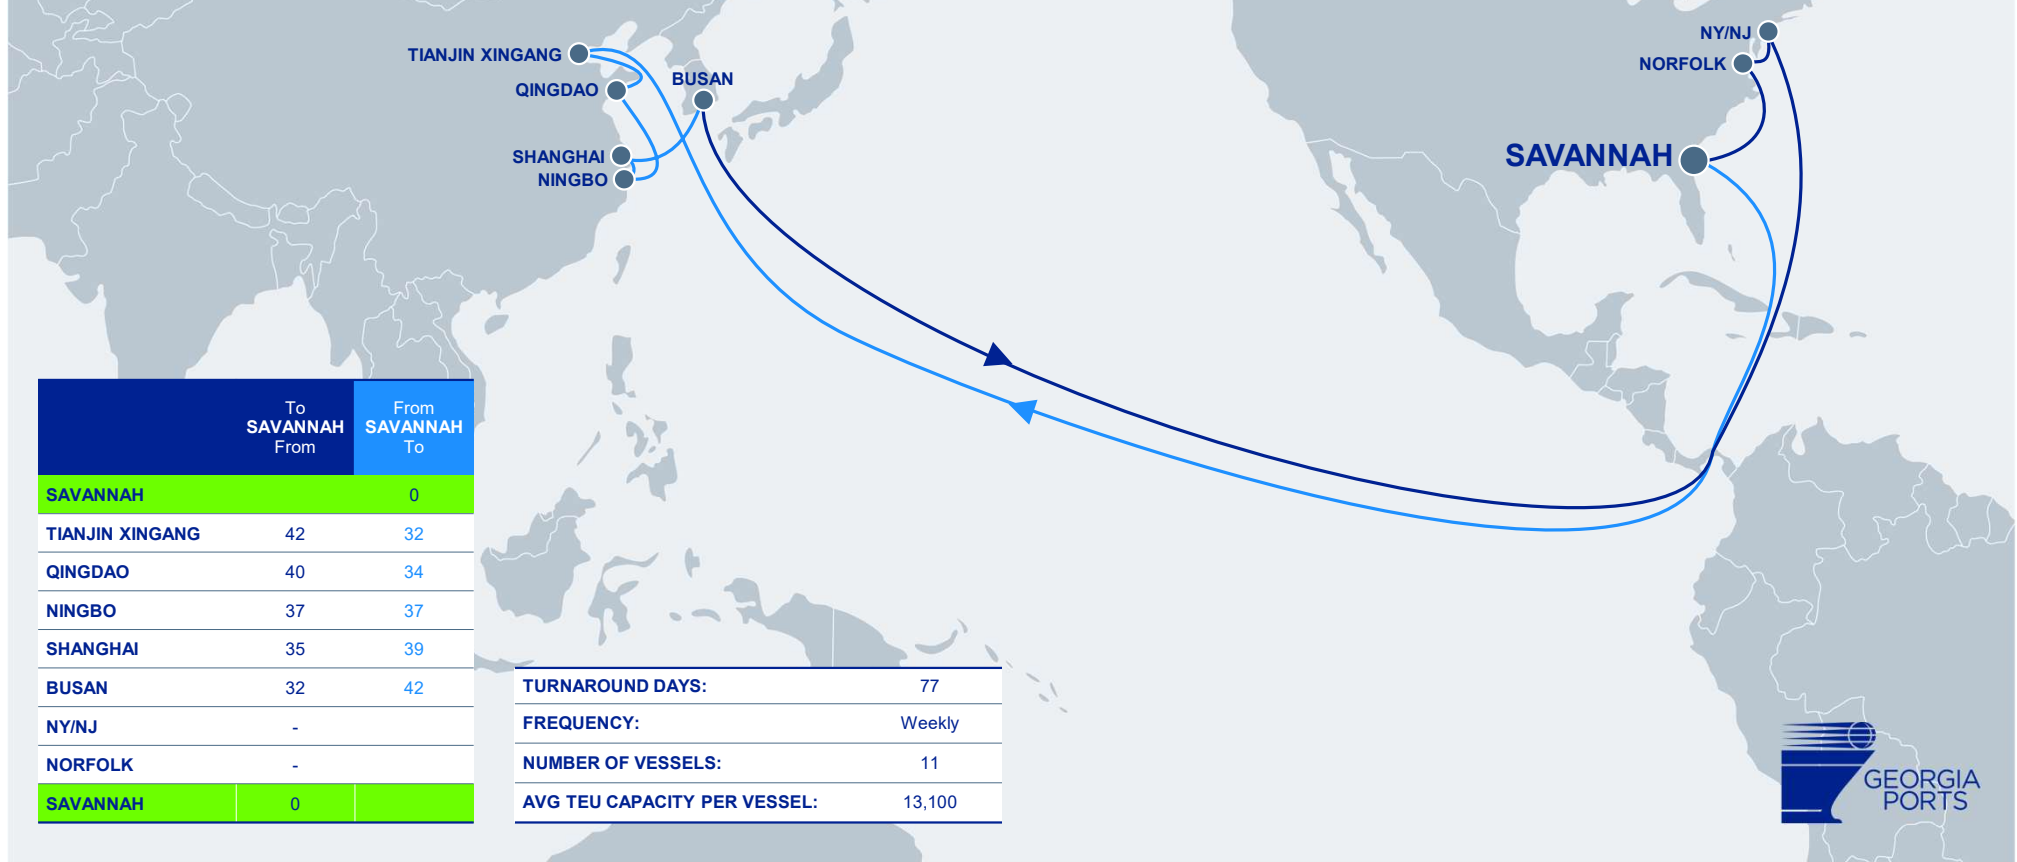 TIANJIN XINGANG
QINGDAO
BUSAN
SHANGHAI
NINGBO
NY/NJ
NORFOLK
SAVANNAH
To SAVANNAH From
From SAVANNAH To
SAVANNAH 0
TIANJIN XINGANG 42 32
QINGDAO 40 34
NINGBO 37 37
SHANGHAI 35 39
BUSAN 32 42
NY/NJ -
NORFOLK -
SAVANNAH 0
TURNAROUND DAYS: 77
FREQUENCY: Weekly
NUMBER OF VESSELS: 11
AVG TEU CAPACITY PER VESSEL: 13,100
GEORGIA
PORTS